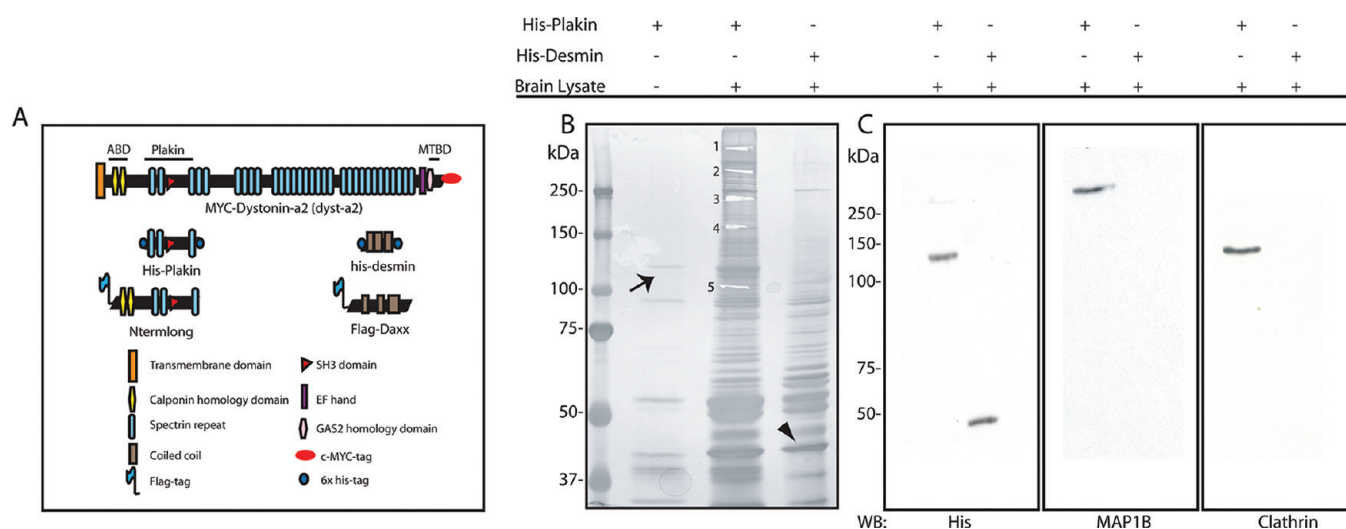 His-Plakin + + - + - + - + -
His-Desmin - - + - + - + - +
Brain Lysate - + + + + + + + +
A
ABD Plakin MTBD
MYC-Dystonin-a2 (dyst-a2)
His-Plakin
his-desmin
Ntermlong
Flag-Daxx
Transmembrane domain
SH3 domain
Calponin homology domain
EF hand
Spectrin repeat
GAS2 homology domain
Coiled coil
c-MYC-tag
Flag-tag
6x his-tag
B
kDa
250-
150-
100-
75-
50-
37-
1
2
3
4
5
C
kDa
250-
150-
100-
75-
50-
WB: His MAP1B Clathrin